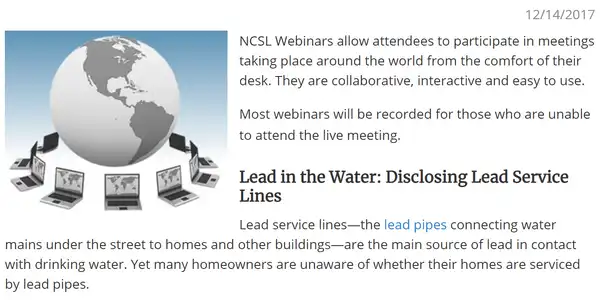 12/14/2017
NCSL Webinars allow attendees to participate in meetings
taking place around the world from the comfort of their
desk. They are collaborative, interactive and easy to use.
Most webinars will be recorded for those who are unable
to attend the live meeting.
Lead in the Water: Disclosing Lead Service
Lines
Lead service lines—the lead pipes connecting water
mains under the street to homes and other buildings—are the main source of lead in contact
with drinking water. Yet many homeowners are unaware of whether their homes are serviced
by lead pipes.